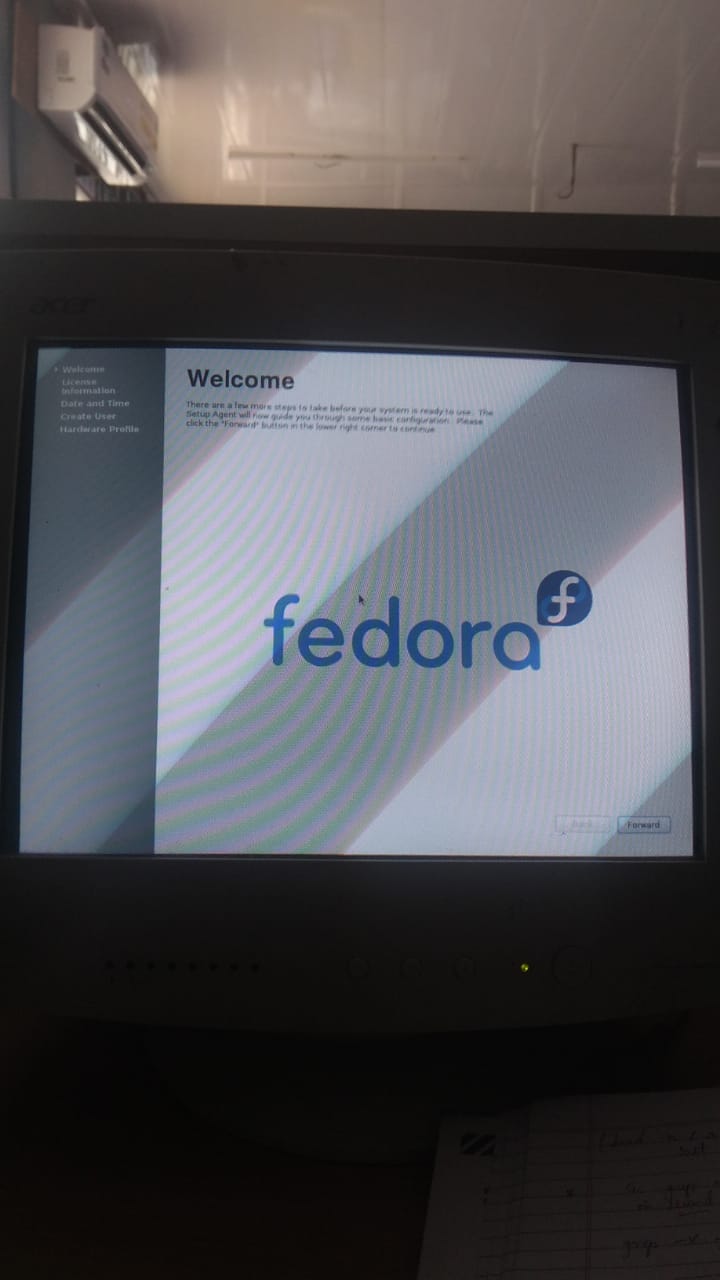 acer
Welcome
License
Information
Date and Time
Create User
Hardware Profile
Welcome
There are a few more steps to take before your system is ready to use. The
Setup Agent will now guide you through some basic configuration. Please
click the "Forward" button in the lower right corner to continue
fedora
Back
Forward